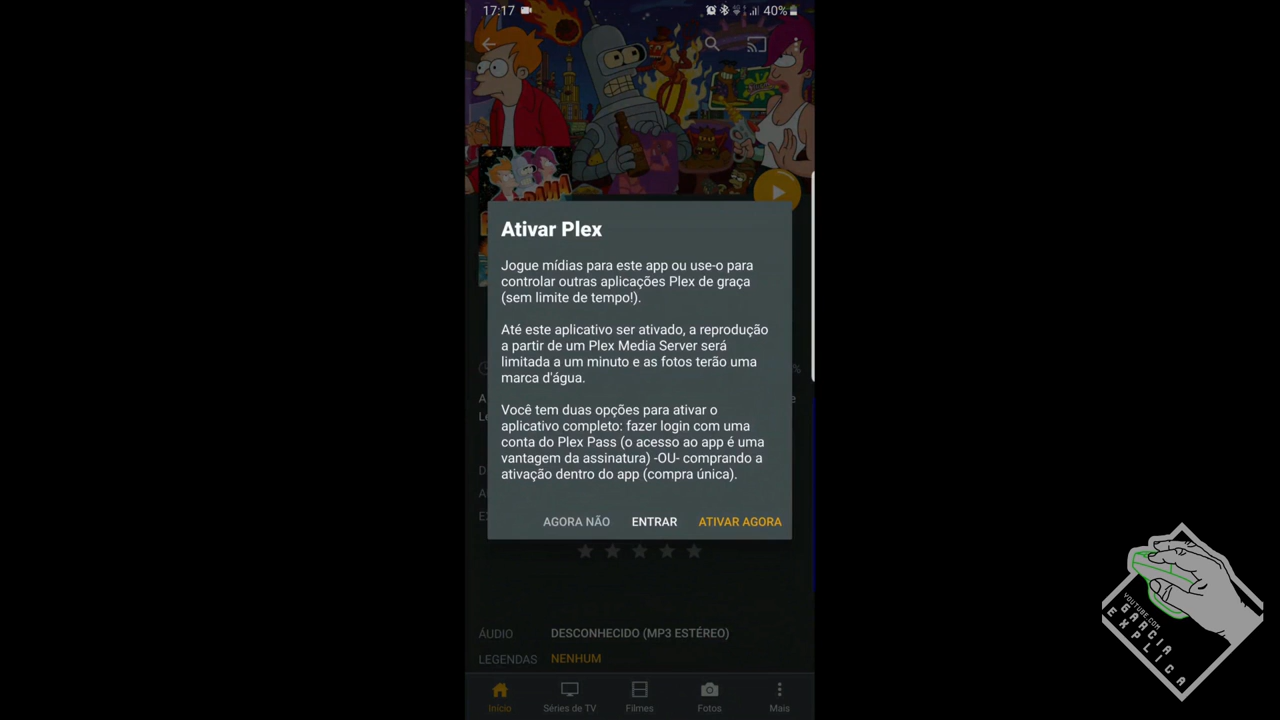 17:17
40%
Ativar Plex
Jogue mídias para este app ou use-o para
controlar outras aplicações Plex de graça
(sem limite de tempo!).
Até este aplicativo ser ativado, a reprodução
a partir de um Plex Media Server será
limitada a um minuto e as fotos terão uma
marca d'água.
Você tem duas opções para ativar o
aplicativo completo: fazer login com uma
conta do Plex Pass (o acesso ao app é uma
vantagem da assinatura) -OU- comprando a
ativação dentro do app (compra única).
AGORA NÃO ENTRAR ATIVAR AGORA
ÁUDIO DESCONHECIDO (MP3 ESTÉREO)
LEGENDAS NENHUM
Início Séries de TV Filmes Fotos Mais
YOUTUBE.COM
GARCIA
EXPLICA